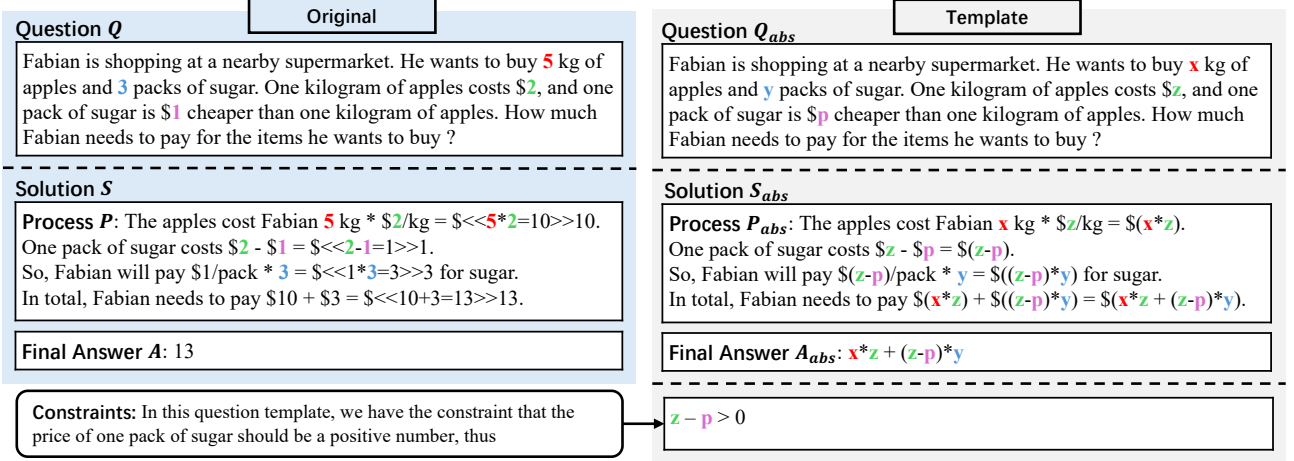 Original
Question Q
Fabian is shopping at a nearby supermarket. He wants to buy 5 kg of
apples and 3 packs of sugar. One kilogram of apples costs $2, and one
pack of sugar is $1 cheaper than one kilogram of apples. How much
Fabian needs to pay for the items he wants to buy ?
Solution S
Process P: The apples cost Fabian 5 kg * $2/kg = $<<5*2=10>>10.
One pack of sugar costs $2 - $1 = $<<2-1=1>>1.
So, Fabian will pay $1/pack * 3 = $<<1*3=3>>3 for sugar.
In total, Fabian needs to pay $10 + $3 = $<<10+3=13>>13.
Final Answer A: 13
Template
Question Q_abs
Fabian is shopping at a nearby supermarket. He wants to buy x kg of
apples and y packs of sugar. One kilogram of apples costs $z, and one
pack of sugar is $p cheaper than one kilogram of apples. How much
Fabian needs to pay for the items he wants to buy ?
Solution S_abs
Process P_abs: The apples cost Fabian x kg * $z/kg = $(x*z).
One pack of sugar costs $z - $p = $(z-p).
So, Fabian will pay $(z-p)/pack * y = $((z-p)*y) for sugar.
In total, Fabian needs to pay $(x*z) + $((z-p)*y) = $(x*z + (z-p)*y).
Final Answer A_abs: x*z + (z-p)*y
Constraints: In this question template, we have the constraint that the
price of one pack of sugar should be a positive number, thus
z – p > 0